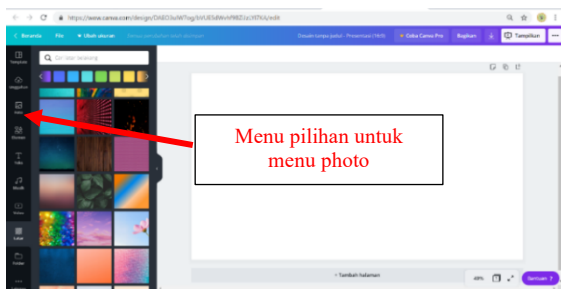 Beranda
File
Ubah ukuran
Desain tanpa judul - Presentasi (16:9)
Coba Canva Pro
Bagikan
Tampilkan
Cari latar belakang
Template
Unggahan
Foto
Elemen
Teks
Musik
Video
Latar
Folder
Menu pilihan untuk
menu photo
+ Tambah halaman
Bantuan ?